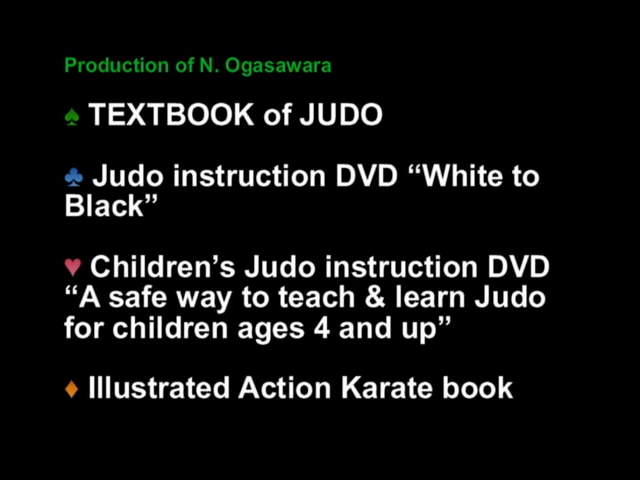 Production of N. Ogasawara
♠ TEXTBOOK of JUDO
♣ Judo instruction DVD “White to
Black”
♥ Children’s Judo instruction DVD
“A safe way to teach & learn Judo
for children ages 4 and up”
♦ Illustrated Action Karate book